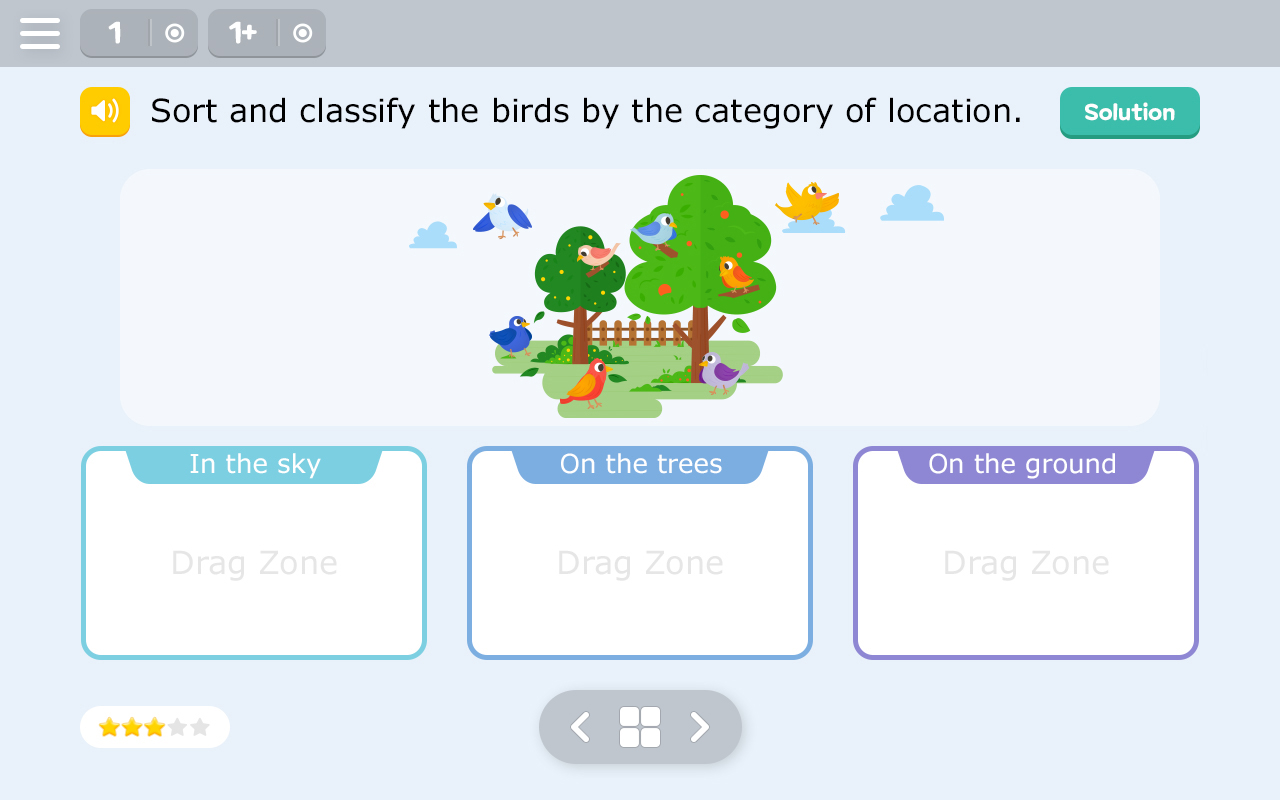 1
1+
Sort and classify the birds by the category of location.
Solution
In the sky
On the trees
On the ground
Drag Zone
Drag Zone
Drag Zone